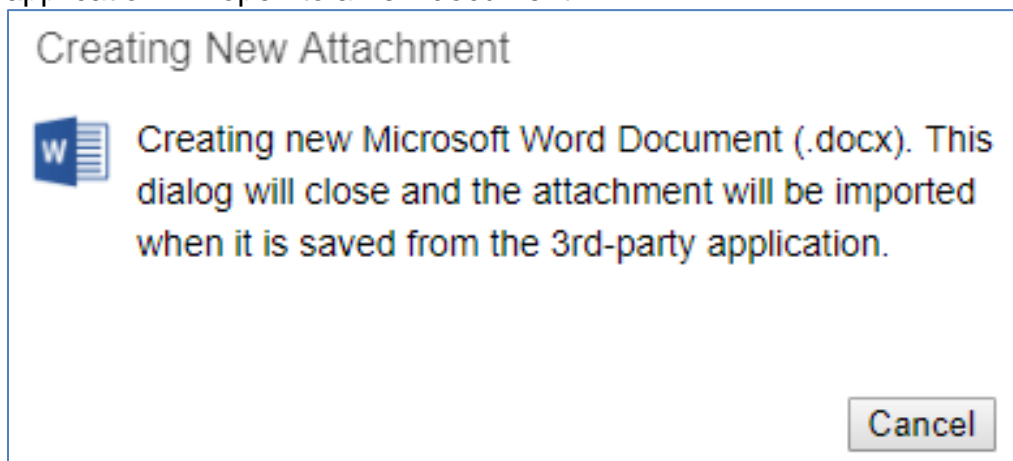 Creating New Attachment
W
Creating new Microsoft Word Document (.docx). This
dialog will close and the attachment will be imported
when it is saved from the 3rd-party application.
Cancel